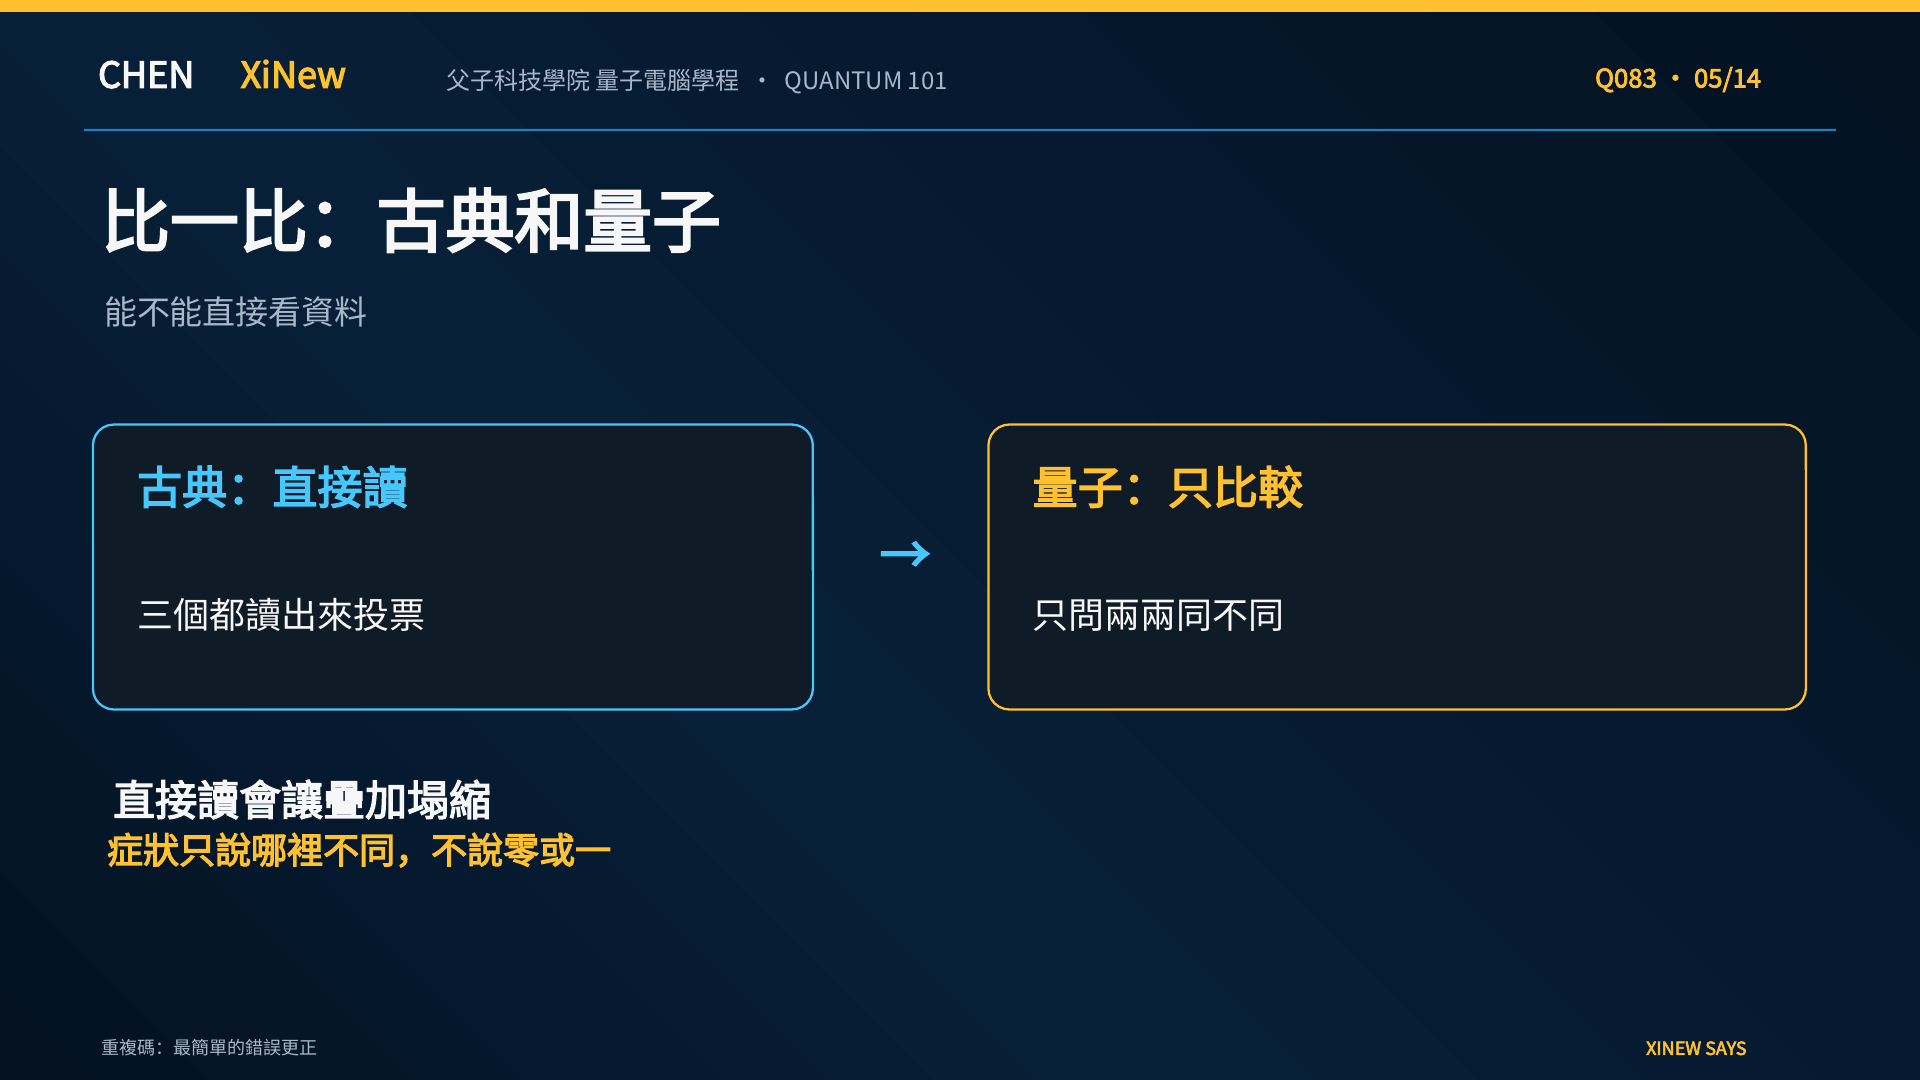 CHEN XiNew 父子科技學院 量子電腦學程 · QUANTUM 101 Q083 · 05/14
比一比：古典和量子
能不能直接看資料
古典：直接讀
三個都讀出來投票
→
量子：只比較
只問兩兩同不同
直接讀會讓疊加塌縮
症狀只說哪裡不同，不說零或一
重複碼：最簡單的錯誤更正
XINEW SAYS